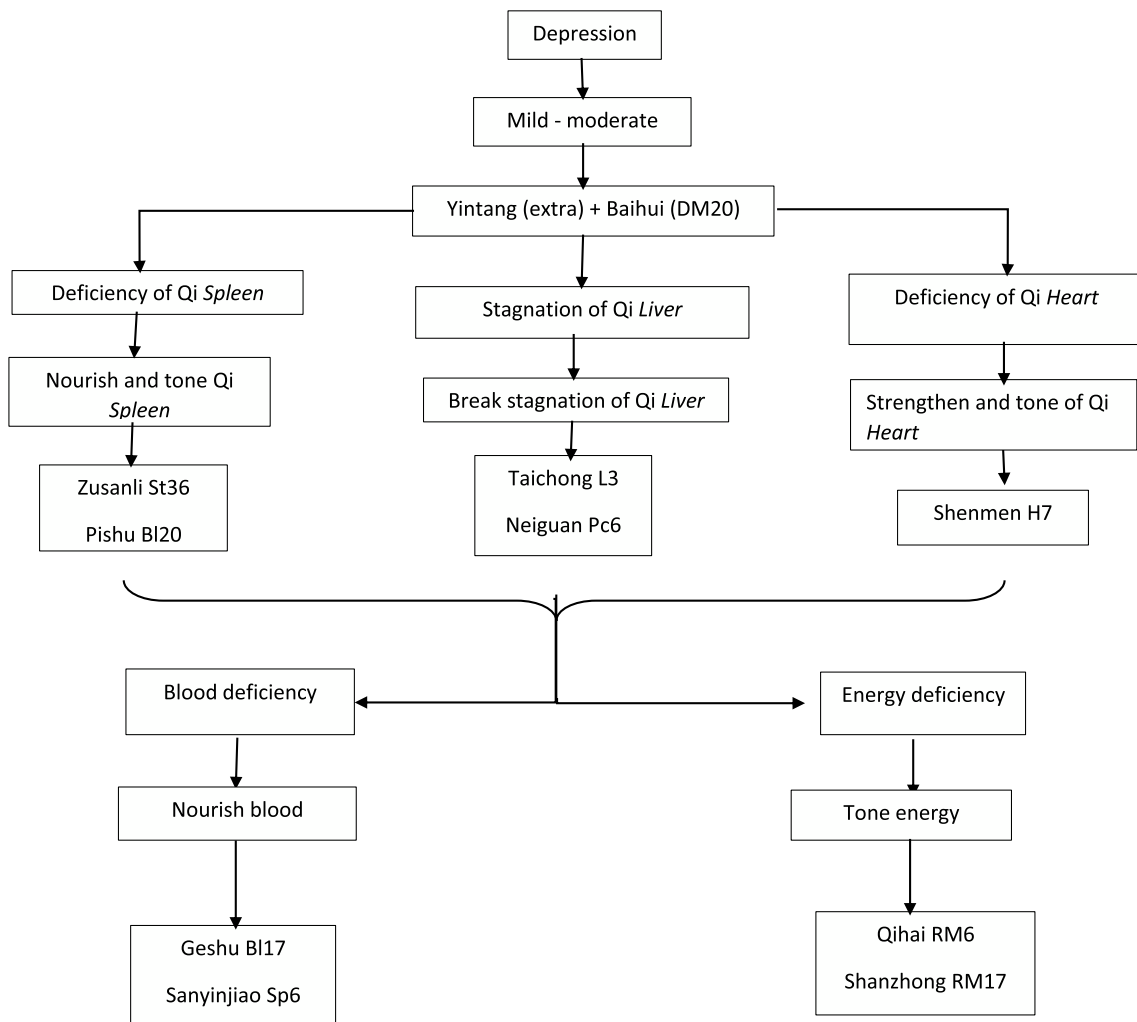 Depression
Mild - moderate
Yintang (extra) + Baihui (DM20)
Deficiency of Qi Spleen
Stagnation of Qi Liver
Deficiency of Qi Heart
Nourish and tone Qi
Spleen
Break stagnation of Qi Liver
Strengthen and tone of Qi
Heart
Zusanli St36
Pishu Bl20
Taichong L3
Neiguan Pc6
Shenmen H7
Blood deficiency
Energy deficiency
Nourish blood
Tone energy
Geshu Bl17
Sanyinjiao Sp6
Qihai RM6
Shanzhong RM17